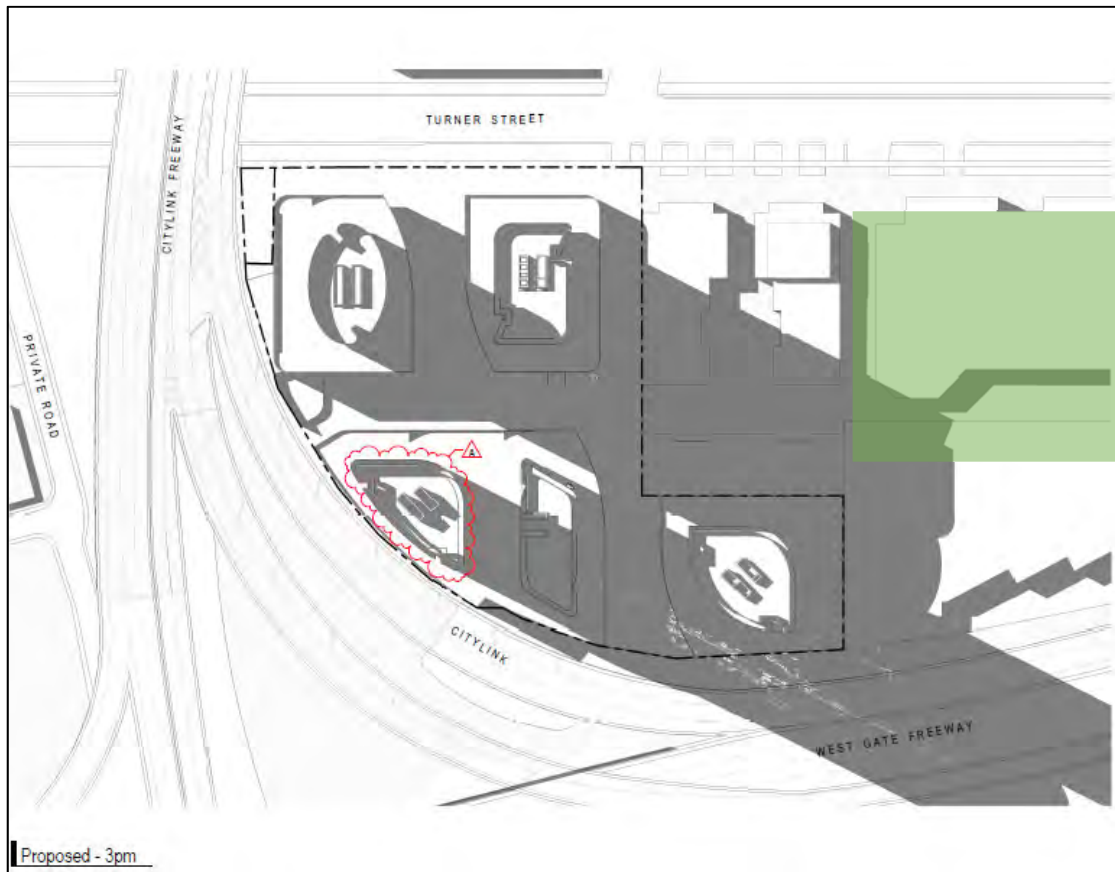 TURNER STREET
CITYLINK FREEWAY
PRIVATE ROAD
A
CITYLINK
WEST GATE FREEWAY
Proposed - 3pm